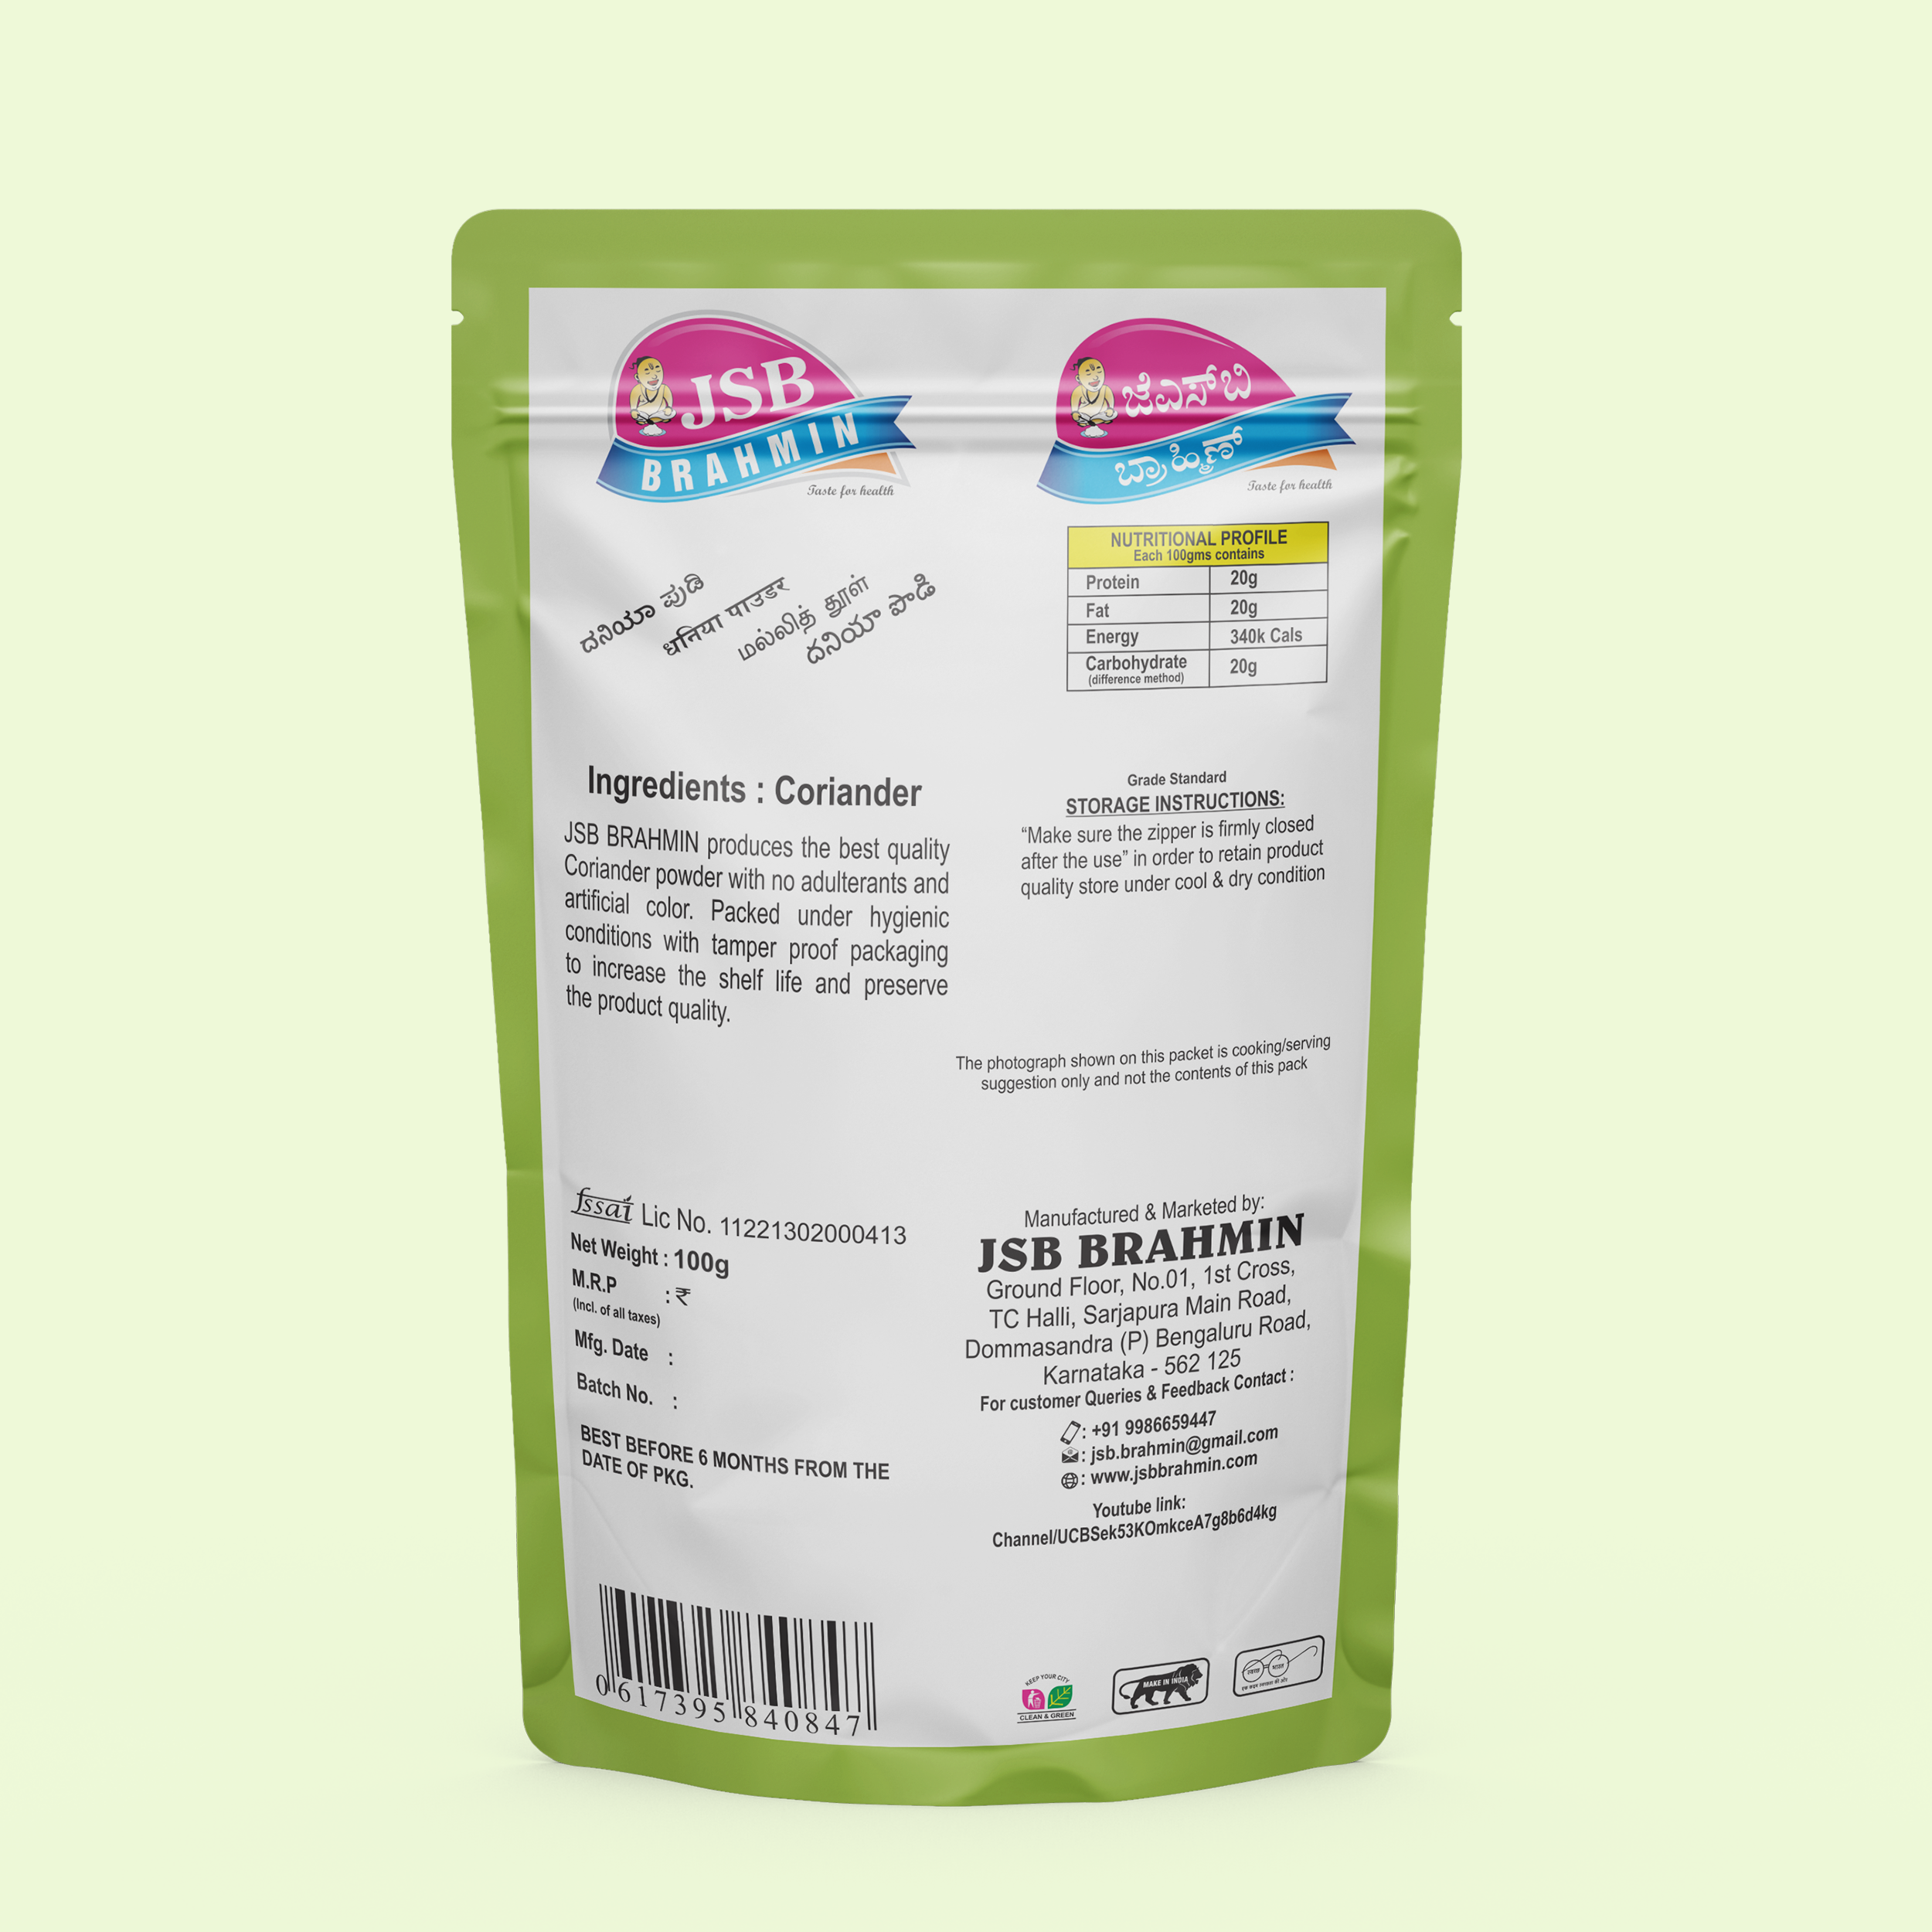 JSB
BRAHMIN
Taste for health
ಜೆಎಸ್‌ಬಿ
ಬ್ರಾಹ್ಮಿಣ್
Taste for health
ದನಿಯಾ ಪುಡಿ
धनिया पाउडर
மல்லித் தூள்
దనియా పౌడి
NUTRITIONAL PROFILE
Each 100gms contains
Protein 20g
Fat 20g
Energy 340k Cals
Carbohydrate 20g
(difference method)
Ingredients : Coriander
JSB BRAHMIN produces the best quality
Coriander powder with no adulterants and
artificial color. Packed under hygienic
conditions with tamper proof packaging
to increase the shelf life and preserve
the product quality.
Grade Standard
STORAGE INSTRUCTIONS:
“Make sure the zipper is firmly closed
after the use” in order to retain product
quality store under cool & dry condition
The photograph shown on this packet is cooking/serving
suggestion only and not the contents of this pack
fssai Lic No. 11221302000413
Net Weight : 100g
M.R.P : ₹
(Incl. of all taxes)
Mfg. Date :
Batch No. :
BEST BEFORE 6 MONTHS FROM THE
DATE OF PKG.
Manufactured & Marketed by:
JSB BRAHMIN
Ground Floor, No.01, 1st Cross,
TC Halli, Sarjapura Main Road,
Dommasandra (P) Bengaluru Road,
Karnataka - 562 125
For customer Queries & Feedback Contact :
: +91 9986659447
: jsb.brahmin@gmail.com
: www.jsbbrahmin.com
Youtube link:
Channel/UCBSek53KOmkceA7g8b6d4kg
0 617395 840847
KEEP YOUR CITY
CLEAN & GREEN
MAKE IN INDIA
स्वच्छ भारत
एक कदम स्वच्छता की ओर